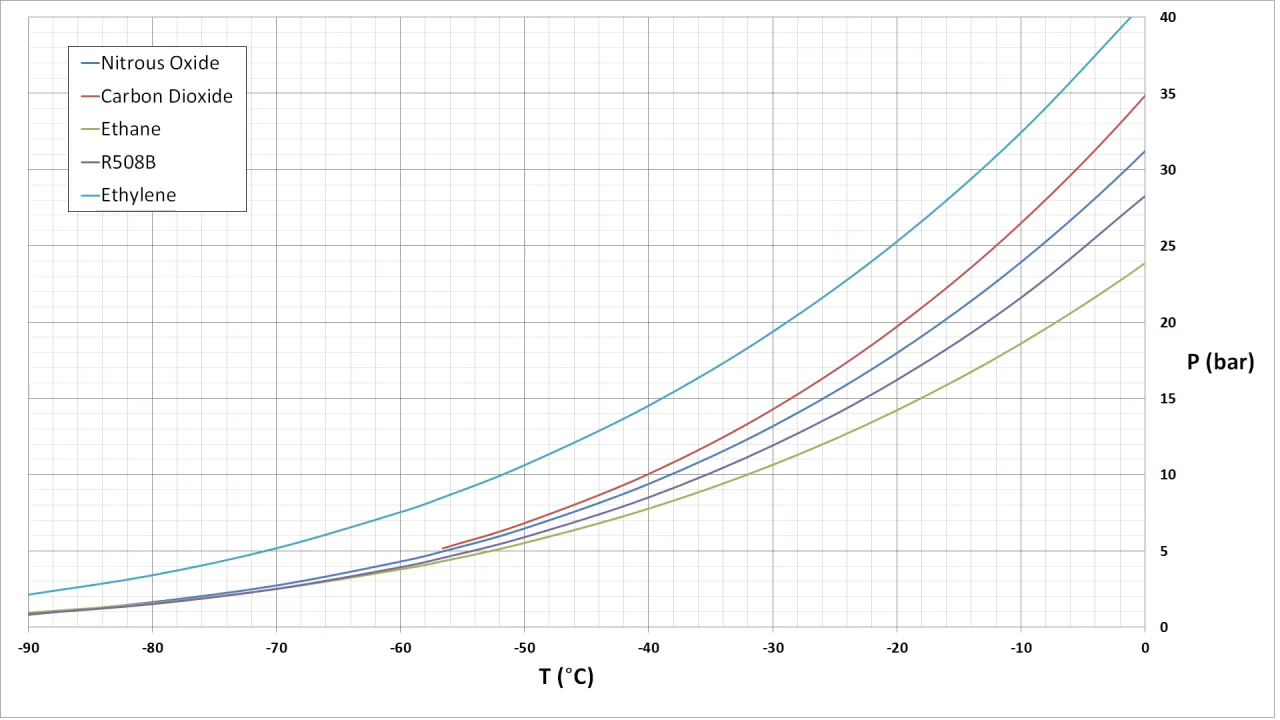 Nitrous Oxide
Carbon Dioxide
Ethane
R508B
Ethylene
40
35
30
25
20
P (bar)
15
10
5
0
-90 -80 -70 -60 -50 -40 -30 -20 -10 0
T (°C)